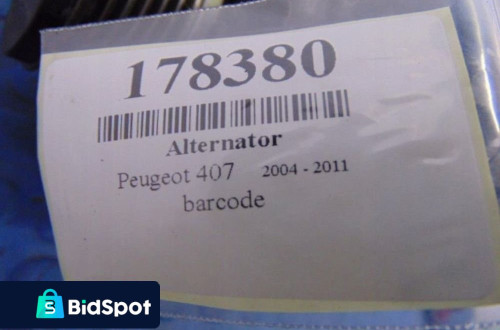 178380
Alternator
Peugeot 407 2004 - 2011
barcode
S BidSpot